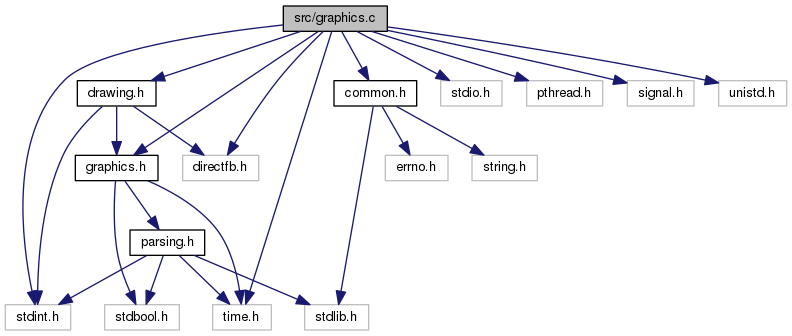 src/graphics.c
drawing.h
common.h
stdio.h
pthread.h
signal.h
unistd.h
graphics.h
directfb.h
errno.h
string.h
parsing.h
stdint.h
stdbool.h
time.h
stdlib.h